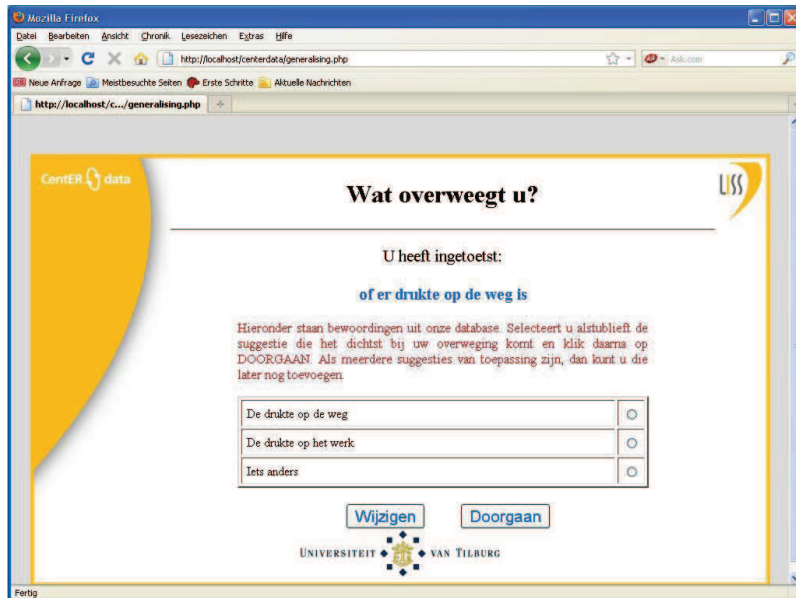 Mozilla Firefox
Datei Bearbeiten Ansicht Chronik Lesezeichen Extras Hilfe
http://localhost/centerdata/generalising.php
Ask.com
Neue Anfrage Meistbesuchte Seiten Erste Schritte Aktuelle Nachrichten
http://localhost/c.../generalising.php
CentER data
LISS
Wat overweegt u?
U heeft ingetoetst:
of er drukte op de weg is
Hieronder staan bewoordingen uit onze database. Selecteert u alstublieft de
suggestie die het dichtst bij uw overweging komt en klik daarna op
DOORGAAN. Als meerdere suggesties van toepassing zijn, dan kunt u die
later nog toevoegen
De drukte op de weg
De drukte op het werk
Iets anders
Wijzigen Doorgaan
UNIVERSITEIT VAN TILBURG
Fertig